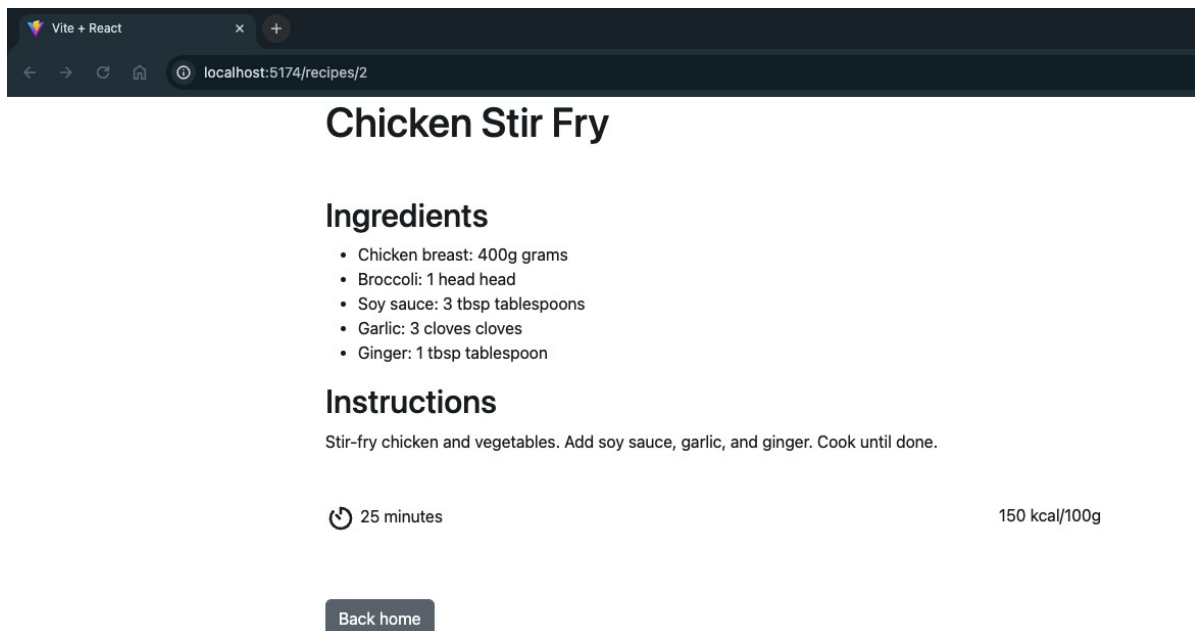 Vite + React
localhost:5174/recipes/2
Chicken Stir Fry
Ingredients
• Chicken breast: 400g grams
• Broccoli: 1 head head
• Soy sauce: 3 tbsp tablespoons
• Garlic: 3 cloves cloves
• Ginger: 1 tbsp tablespoon
Instructions
Stir-fry chicken and vegetables. Add soy sauce, garlic, and ginger. Cook until done.
25 minutes 150 kcal/100g
Back home